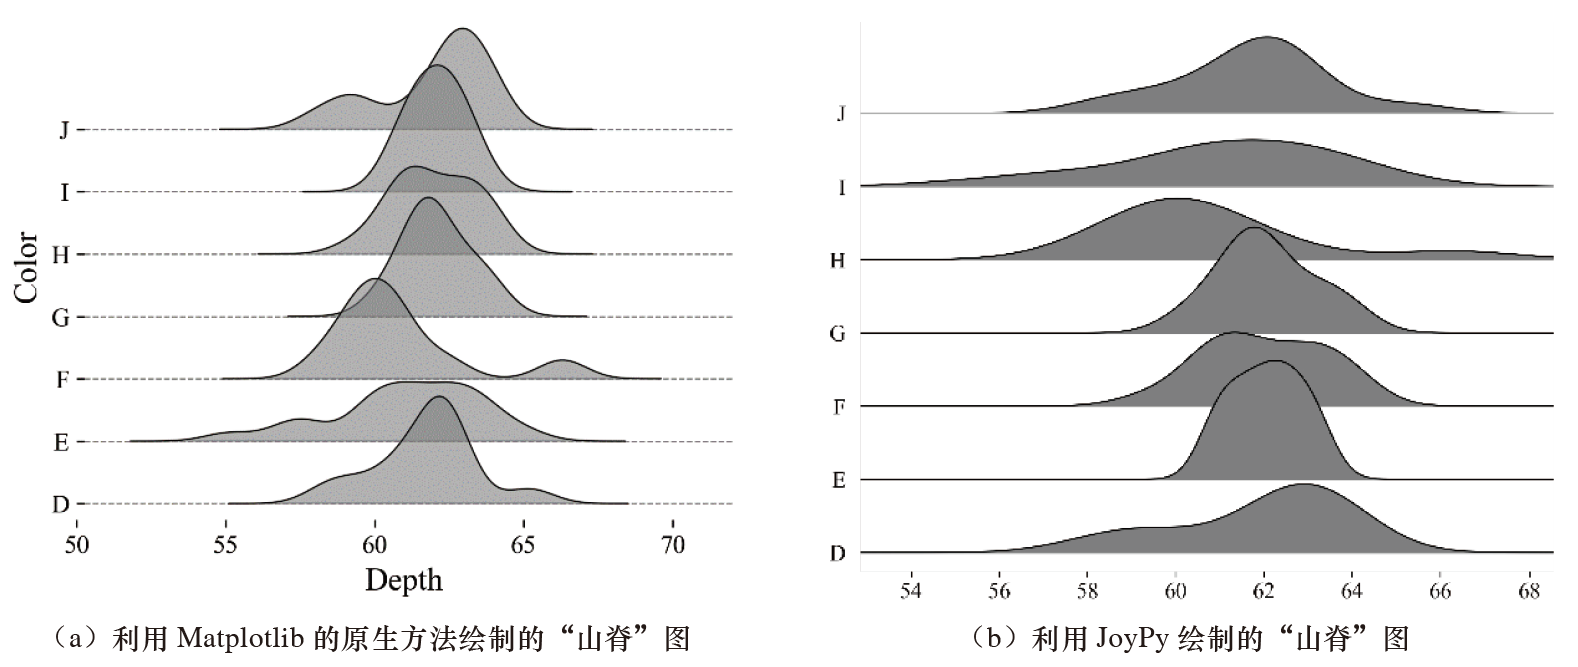 J
I
H
G
F
E
D
Color
50 55 60 65 70
Depth
（a）利用 Matplotlib 的原生方法绘制的“山脊”图
J
I
H
G
F
E
D
54 56 58 60 62 64 66 68
（b）利用 JoyPy 绘制的“山脊”图